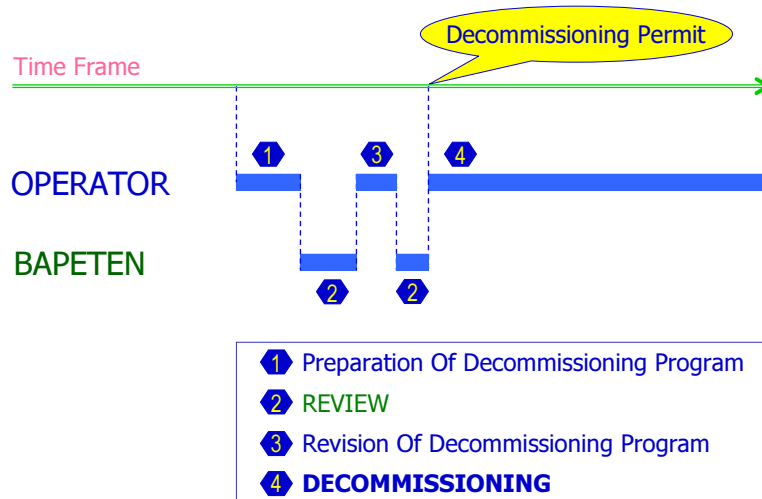 Decommissioning Permit
Time Frame
1
3
4
OPERATOR
BAPETEN
2
2
1 Preparation Of Decommissioning Program
2 REVIEW
3 Revision Of Decommissioning Program
4 DECOMMISSIONING